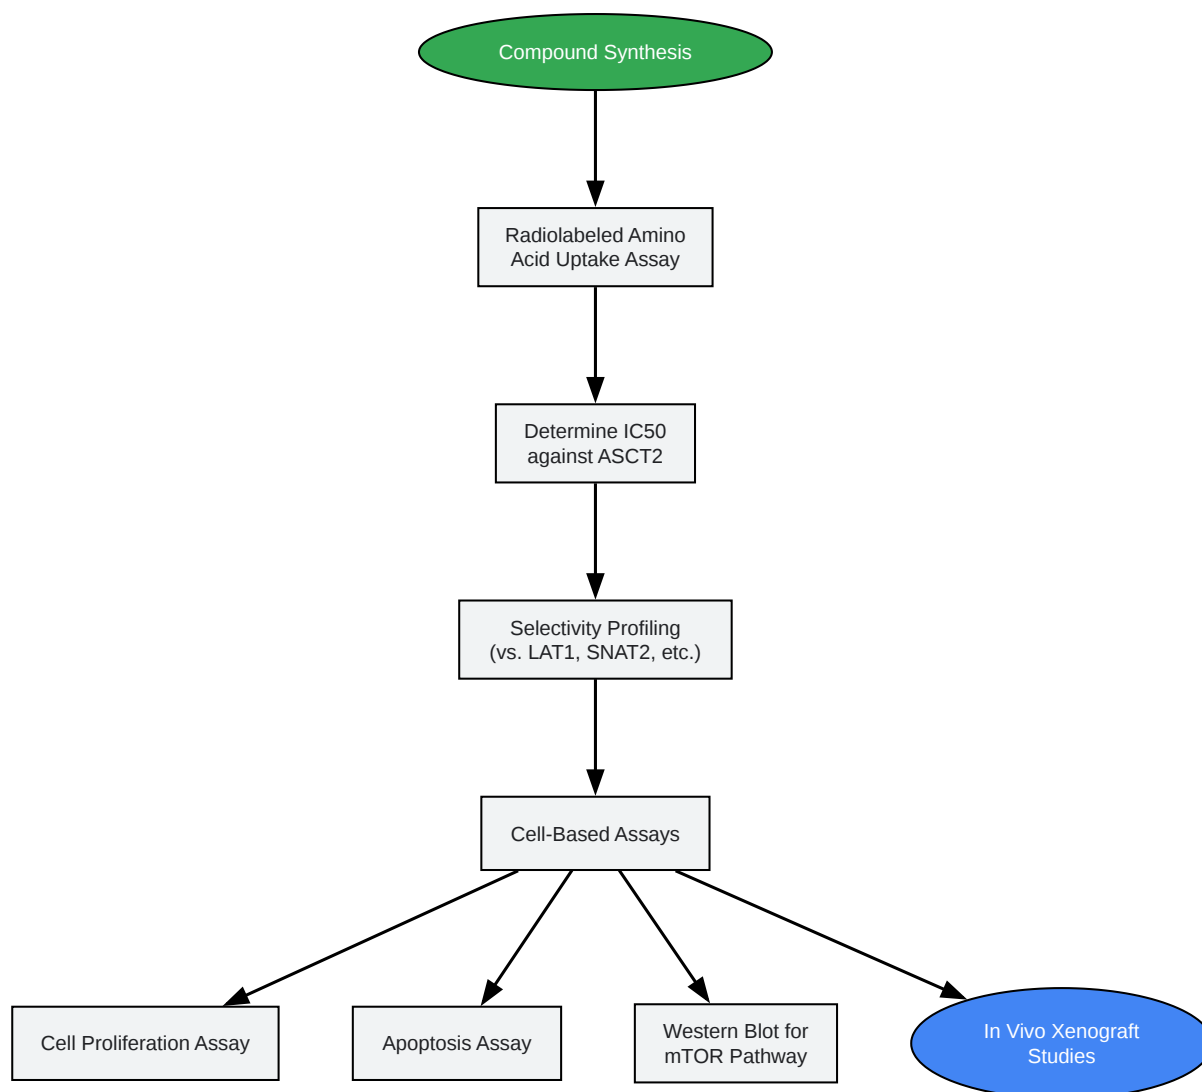 Compound Synthesis
Radiolabeled Amino
Acid Uptake Assay
Determine IC50
against ASCT2
Selectivity Profiling
(vs. LAT1, SNAT2, etc.)
Cell-Based Assays
Cell Proliferation Assay
Apoptosis Assay
Western Blot for
mTOR Pathway
In Vivo Xenograft
Studies